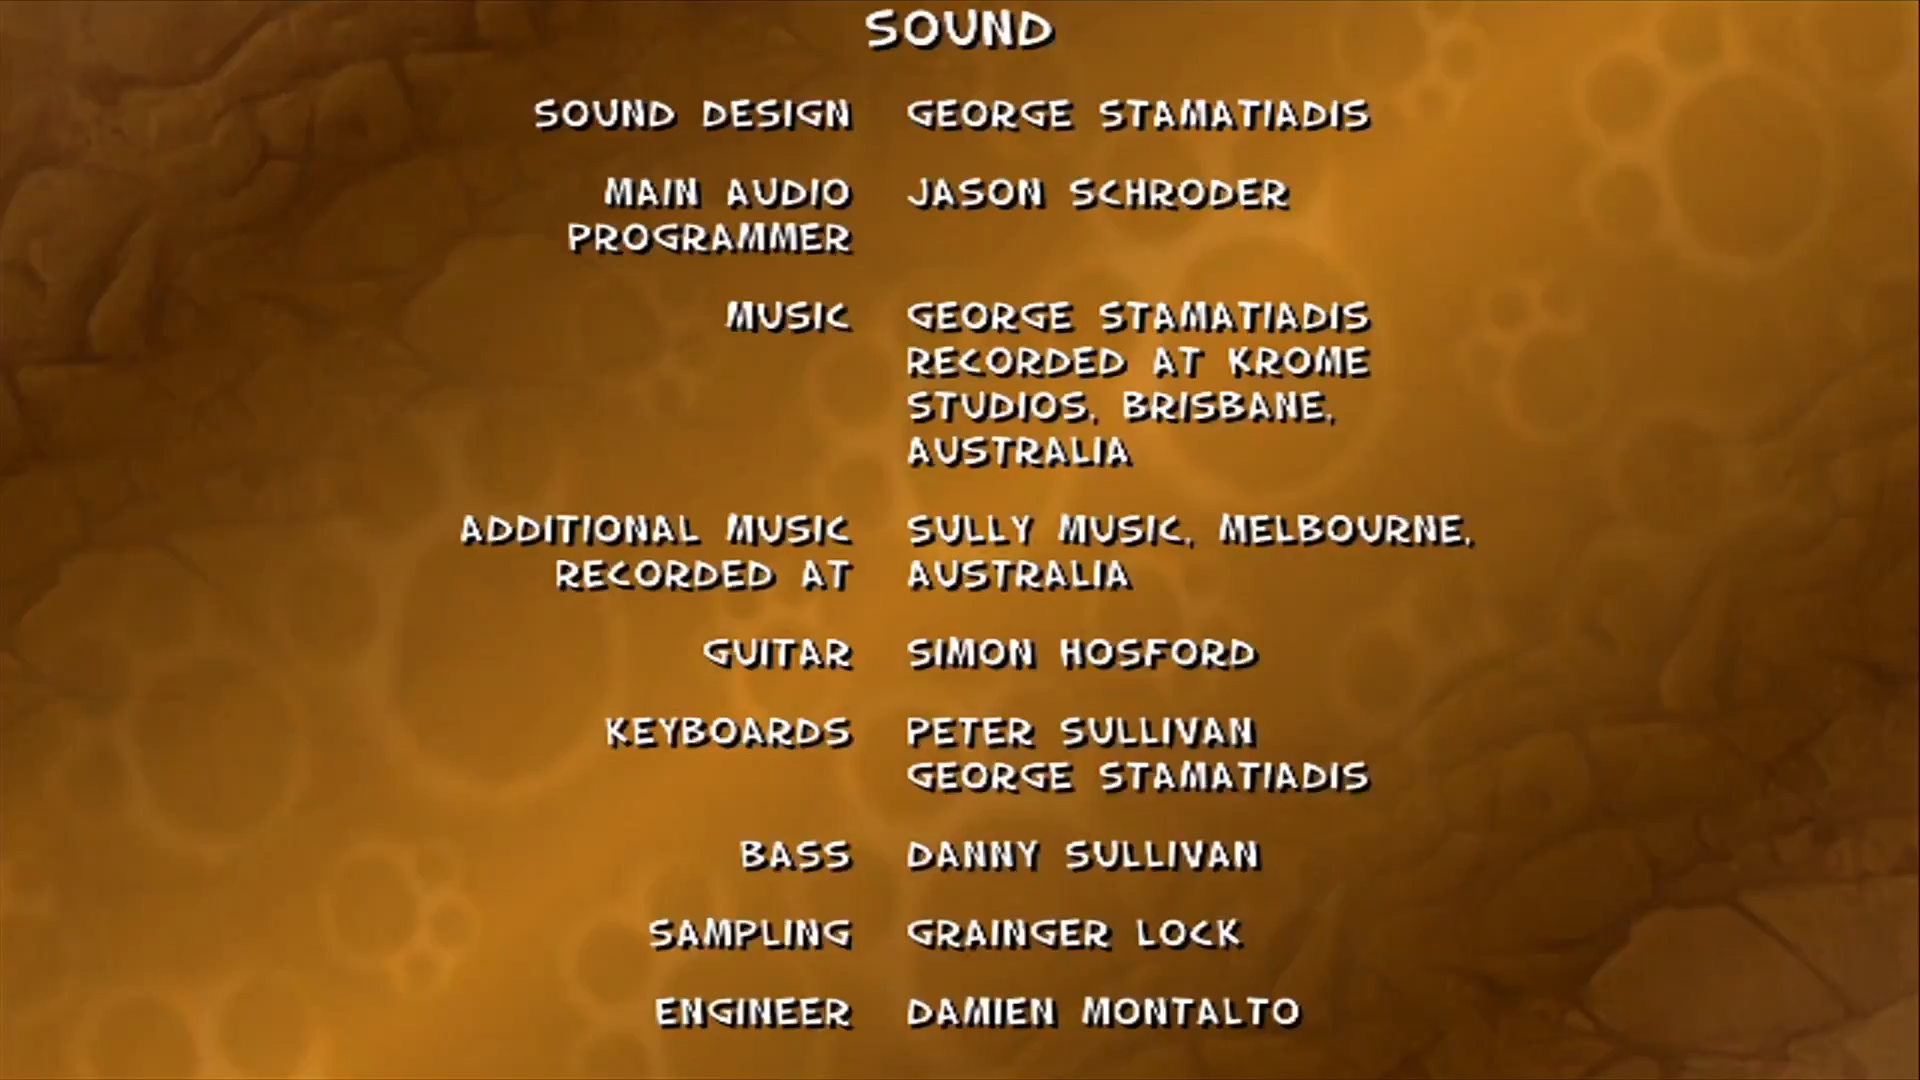 SOUND
SOUND DESIGN GEORGE STAMATIADIS
MAIN AUDIO JASON SCHRODER
PROGRAMMER
MUSIC GEORGE STAMATIADIS
RECORDED AT KROME
STUDIOS, BRISBANE,
AUSTRALIA
ADDITIONAL MUSIC SULLY MUSIC, MELBOURNE,
RECORDED AT AUSTRALIA
GUITAR SIMON HOSFORD
KEYBOARDS PETER SULLIVAN
GEORGE STAMATIADIS
BASS DANNY SULLIVAN
SAMPLING GRAINGER LOCK
ENGINEER DAMIEN MONTALTO